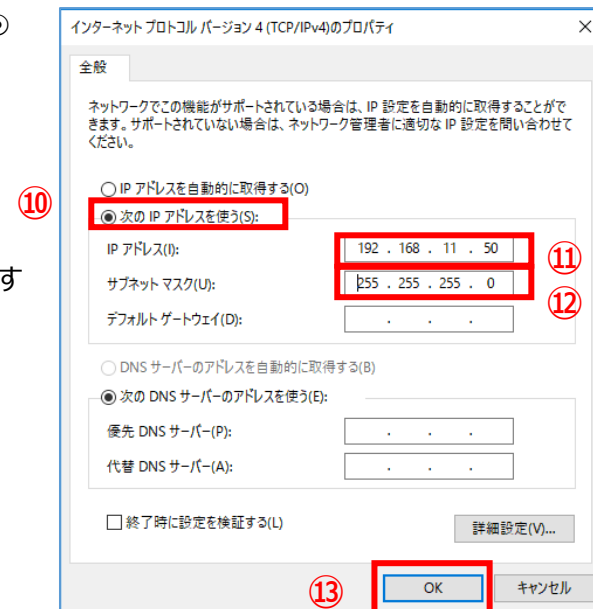 インターネット プロトコル バージョン 4 (TCP/IPv4)のプロパティ
全般
ネットワークでこの機能がサポートされている場合は、IP 設定を自動的に取得することがで
きます。サポートされていない場合は、ネットワーク管理者に適切な IP 設定を問い合わせて
ください。
○ IP アドレスを自動的に取得する(O)
⑩
◉ 次の IP アドレスを使う(S):
IP アドレス(I): 192 . 168 . 11 . 50 ⑪
す
サブネット マスク(U): 255 . 255 . 255 . 0 ⑫
デフォルト ゲートウェイ(D): . . .
○ DNS サーバーのアドレスを自動的に取得する(B)
◉ 次の DNS サーバーのアドレスを使う(E):
優先 DNS サーバー(P): . . .
代替 DNS サーバー(A): . . .
□ 終了時に設定を検証する(L)
詳細設定(V)...
⑬ OK キャンセル